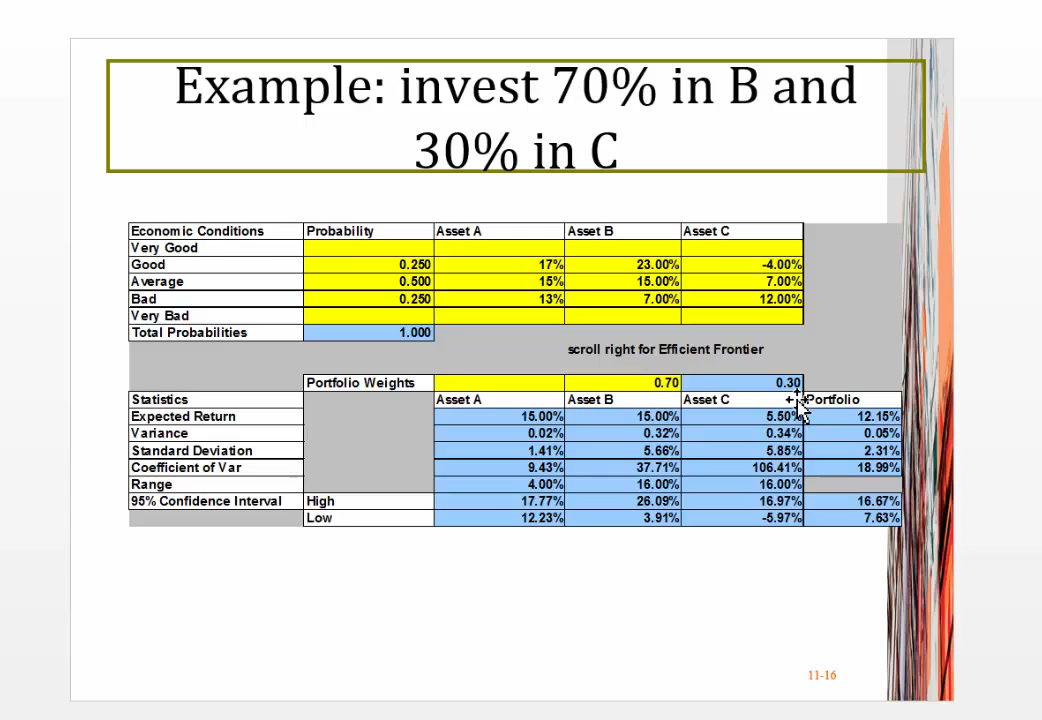 Example: invest 70% in B and
30% in C
Economic Conditions Probability Asset A Asset B Asset C
Very Good
Good 0.250 17% 23.00% -4.00%
Average 0.500 15% 15.00% 7.00%
Bad 0.250 13% 7.00% 12.00%
Very Bad
Total Probabilities 1.000
scroll right for Efficient Frontier
Portfolio Weights 0.70 0.30
Statistics Asset A Asset B Asset C Portfolio
Expected Return 15.00% 15.00% 5.50% 12.15%
Variance 0.02% 0.32% 0.34% 0.05%
Standard Deviation 1.41% 5.66% 5.85% 2.31%
Coefficient of Var 9.43% 37.71% 106.41% 18.99%
Range 4.00% 16.00% 16.00%
95% Confidence Interval High 17.77% 26.09% 16.97% 16.67%
Low 12.23% 3.91% -5.97% 7.63%
11-16